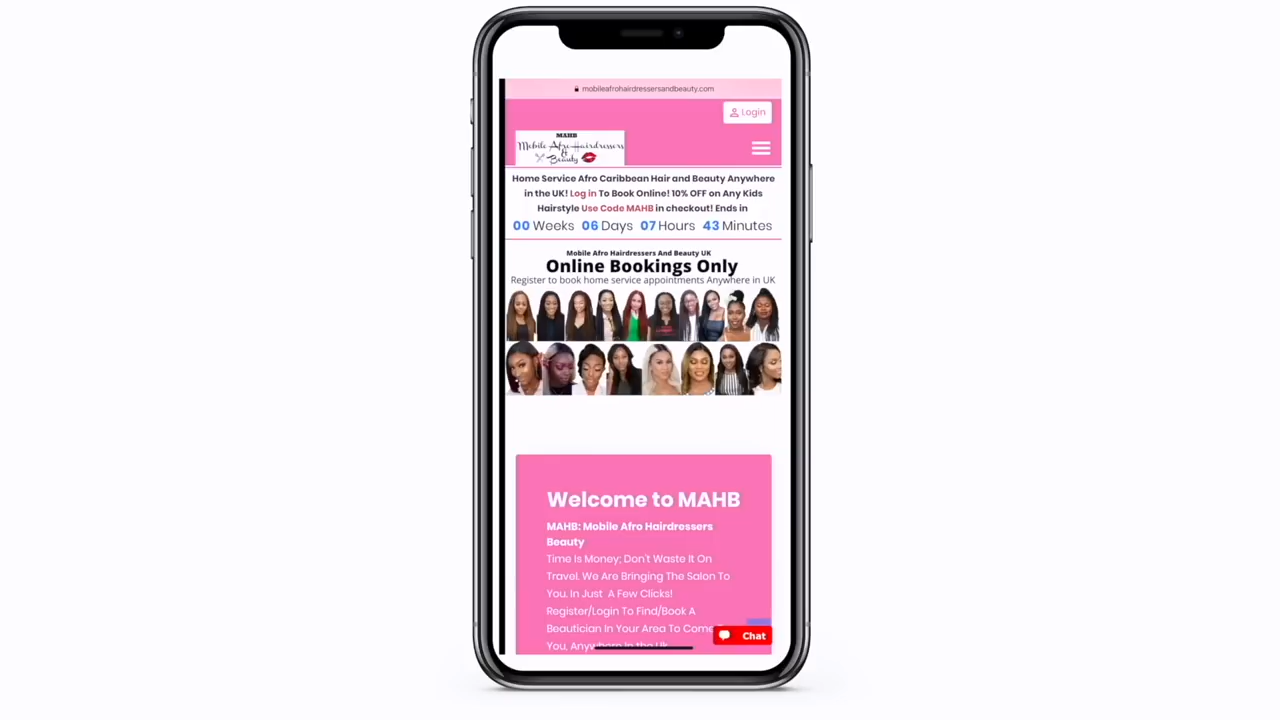 mobileafrohairdressersandbeauty.com
Login
MAHB
Mobile Afro Hairdressers
&
Beauty
Home Service Afro Caribbean Hair and Beauty Anywhere
in the UK! Log in To Book Online! 10% OFF on Any Kids
Hairstyle Use Code MAHB in checkout! Ends in
00 Weeks 06 Days 07 Hours 43 Minutes
Mobile Afro Hairdressers And Beauty UK
Online Bookings Only
Register to book home service appointments Anywhere in UK
Welcome to MAHB
MAHB: Mobile Afro Hairdressers
Beauty
Time Is Money; Don't Waste It On
Travel. We Are Bringing The Salon To
You. In Just A Few Clicks!
Register/Login To Find/Book A
Beautician In Your Area To Come
Chat
You, Anywhere In the Uk